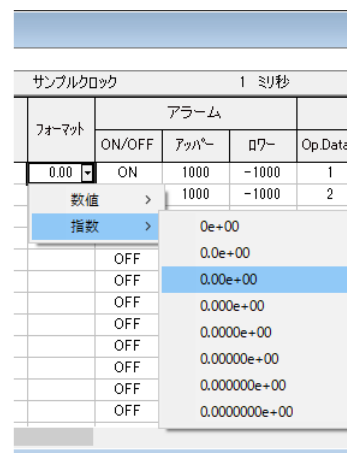 サンプルクロック 1 ミリ秒
フォーマット アラーム
ON/OFF アッパー ロワー Op.Data
0.00 ON 1000 -1000 1
数値 > 1000 -1000 2
指数 > 0e+00
OFF 0.0e+00
OFF 0.00e+00
OFF 0.000e+00
OFF 0.0000e+00
OFF 0.00000e+00
OFF 0.000000e+00
OFF 0.0000000e+00